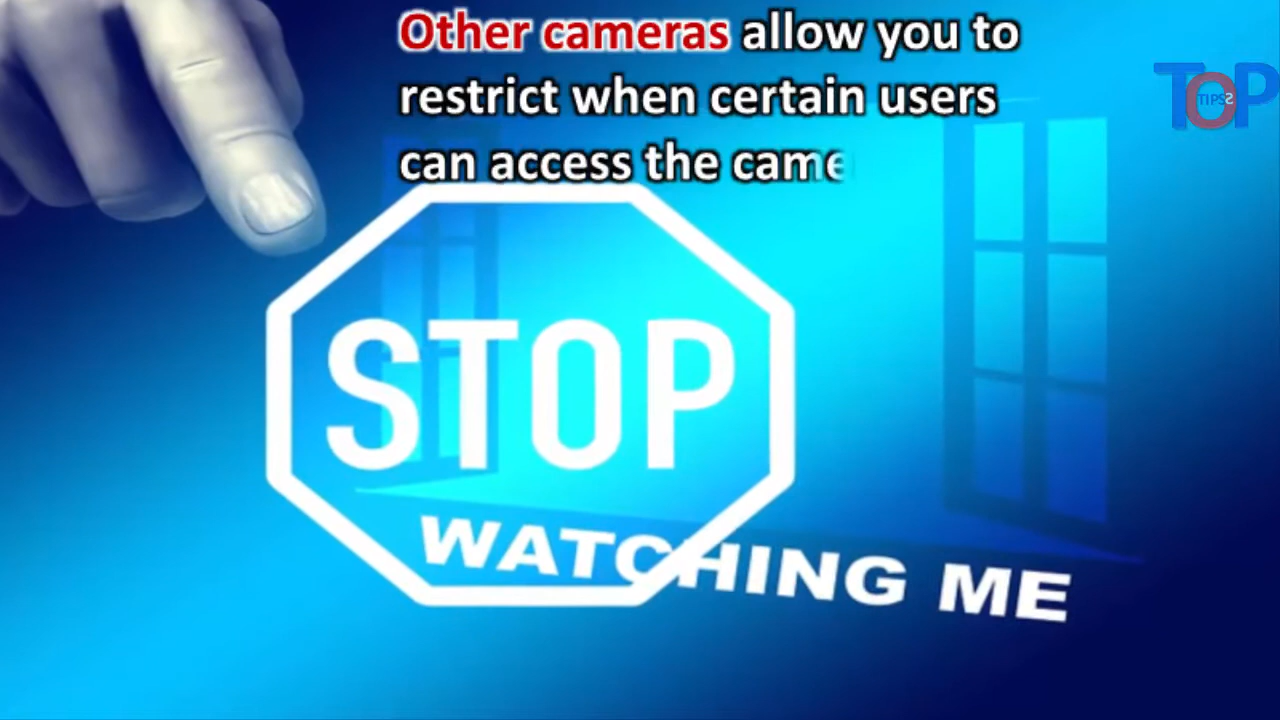 Other cameras allow you to
restrict when certain users
can access the came
TOP
TIPS
STOP
WATCHING ME